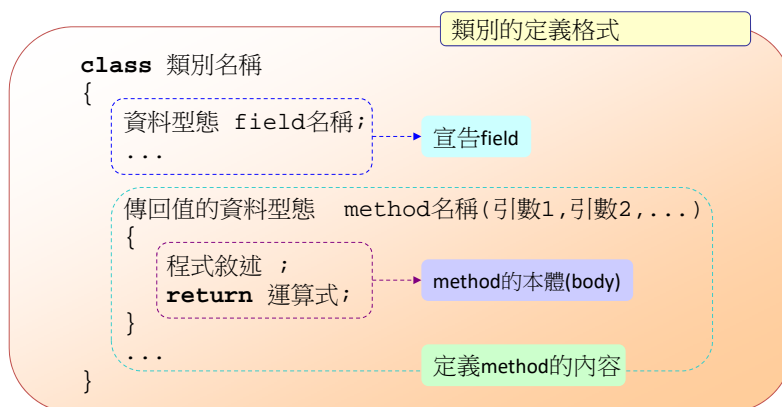 類別的定義格式
class 類別名稱
{
資料型態 field名稱;
...
宣告field
傳回值的資料型態 method名稱(引數1,引數2,...)
{
程式敘述 ;
return 運算式;
method的本體(body)
}
...
定義method的內容
}